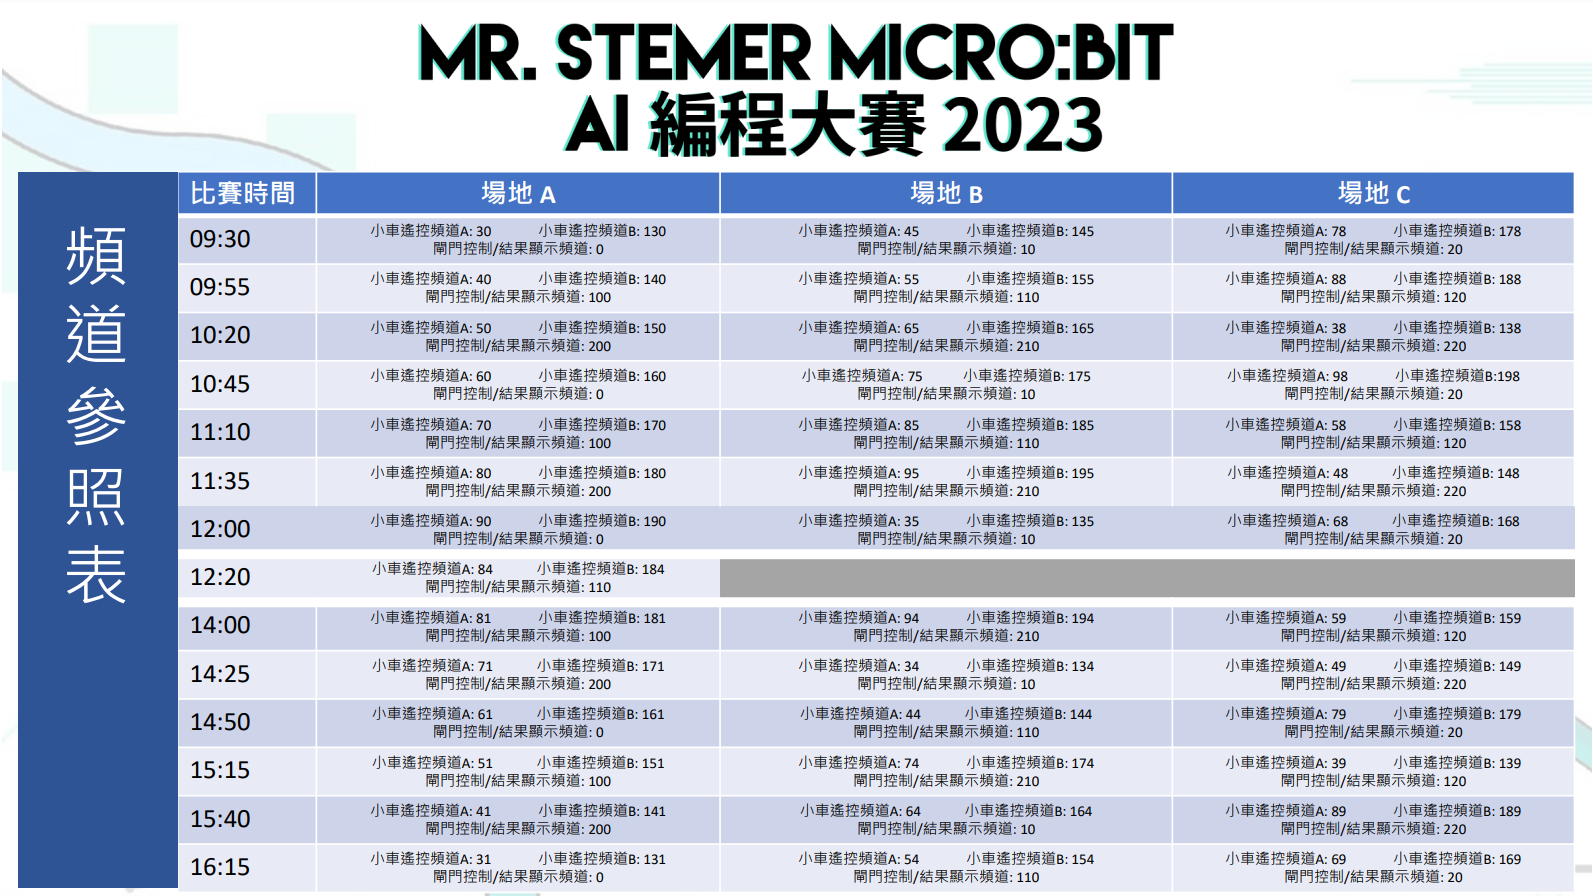 MR. STEMER MICRO:BIT
AI 編程大賽 2023
頻道參照表
比賽時間 場地 A 場地 B 場地 C
09:30
小車遙控頻道A: 30 小車遙控頻道B: 130
閘門控制/結果顯示頻道: 0
小車遙控頻道A: 45 小車遙控頻道B: 145
閘門控制/結果顯示頻道: 10
小車遙控頻道A: 78 小車遙控頻道B: 178
閘門控制/結果顯示頻道: 20
09:55
小車遙控頻道A: 40 小車遙控頻道B: 140
閘門控制/結果顯示頻道: 100
小車遙控頻道A: 55 小車遙控頻道B: 155
閘門控制/結果顯示頻道: 110
小車遙控頻道A: 88 小車遙控頻道B: 188
閘門控制/結果顯示頻道: 120
10:20
小車遙控頻道A: 50 小車遙控頻道B: 150
閘門控制/結果顯示頻道: 200
小車遙控頻道A: 65 小車遙控頻道B: 165
閘門控制/結果顯示頻道: 210
小車遙控頻道A: 38 小車遙控頻道B: 138
閘門控制/結果顯示頻道: 220
10:45
小車遙控頻道A: 60 小車遙控頻道B: 160
閘門控制/結果顯示頻道: 0
小車遙控頻道A: 75 小車遙控頻道B: 175
閘門控制/結果顯示頻道: 10
小車遙控頻道A: 98 小車遙控頻道B:198
閘門控制/結果顯示頻道: 20
11:10
小車遙控頻道A: 70 小車遙控頻道B: 170
閘門控制/結果顯示頻道: 100
小車遙控頻道A: 85 小車遙控頻道B: 185
閘門控制/結果顯示頻道: 110
小車遙控頻道A: 58 小車遙控頻道B: 158
閘門控制/結果顯示頻道: 120
11:35
小車遙控頻道A: 80 小車遙控頻道B: 180
閘門控制/結果顯示頻道: 200
小車遙控頻道A: 95 小車遙控頻道B: 195
閘門控制/結果顯示頻道: 210
小車遙控頻道A: 48 小車遙控頻道B: 148
閘門控制/結果顯示頻道: 220
12:00
小車遙控頻道A: 90 小車遙控頻道B: 190
閘門控制/結果顯示頻道: 0
小車遙控頻道A: 35 小車遙控頻道B: 135
閘門控制/結果顯示頻道: 10
小車遙控頻道A: 68 小車遙控頻道B: 168
閘門控制/結果顯示頻道: 20
12:20
小車遙控頻道A: 84 小車遙控頻道B: 184
閘門控制/結果顯示頻道: 110
14:00
小車遙控頻道A: 81 小車遙控頻道B: 181
閘門控制/結果顯示頻道: 100
小車遙控頻道A: 94 小車遙控頻道B: 194
閘門控制/結果顯示頻道: 210
小車遙控頻道A: 59 小車遙控頻道B: 159
閘門控制/結果顯示頻道: 120
14:25
小車遙控頻道A: 71 小車遙控頻道B: 171
閘門控制/結果顯示頻道: 200
小車遙控頻道A: 34 小車遙控頻道B: 134
閘門控制/結果顯示頻道: 10
小車遙控頻道A: 49 小車遙控頻道B: 149
閘門控制/結果顯示頻道: 220
14:50
小車遙控頻道A: 61 小車遙控頻道B: 161
閘門控制/結果顯示頻道: 0
小車遙控頻道A: 44 小車遙控頻道B: 144
閘門控制/結果顯示頻道: 110
小車遙控頻道A: 79 小車遙控頻道B: 179
閘門控制/結果顯示頻道: 20
15:15
小車遙控頻道A: 51 小車遙控頻道B: 151
閘門控制/結果顯示頻道: 100
小車遙控頻道A: 74 小車遙控頻道B: 174
閘門控制/結果顯示頻道: 210
小車遙控頻道A: 39 小車遙控頻道B: 139
閘門控制/結果顯示頻道: 120
15:40
小車遙控頻道A: 41 小車遙控頻道B: 141
閘門控制/結果顯示頻道: 200
小車遙控頻道A: 64 小車遙控頻道B: 164
閘門控制/結果顯示頻道: 10
小車遙控頻道A: 89 小車遙控頻道B: 189
閘門控制/結果顯示頻道: 220
16:15
小車遙控頻道A: 31 小車遙控頻道B: 131
閘門控制/結果顯示頻道: 0
小車遙控頻道A: 54 小車遙控頻道B: 154
閘門控制/結果顯示頻道: 110
小車遙控頻道A: 69 小車遙控頻道B: 169
閘門控制/結果顯示頻道: 20